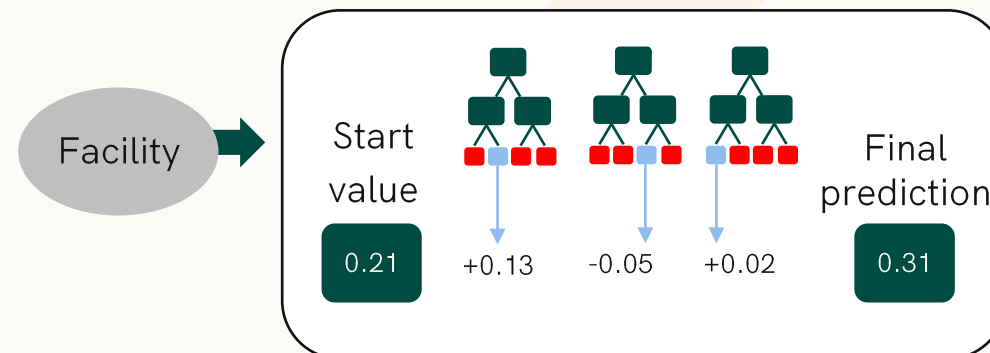 Facility
Start
value
0.21
+0.13
-0.05
+0.02
Final
prediction
0.31